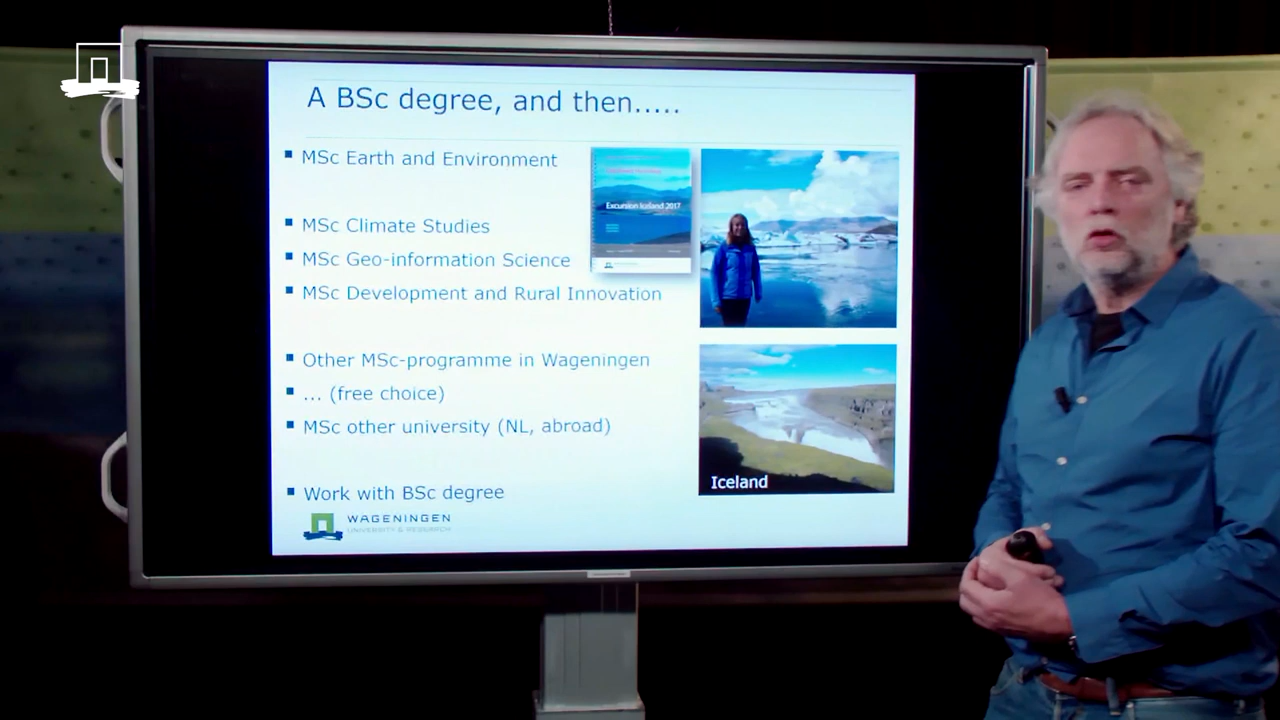 A BSc degree, and then.....
MSc Earth and Environment
MSc Climate Studies
MSc Geo-information Science
MSc Development and Rural Innovation
Other MSc-programme in Wageningen
... (free choice)
MSc other university (NL, abroad)
Work with BSc degree
WAGENINGEN
UNIVERSITY & RESEARCH
Excursion Iceland 2017
Iceland